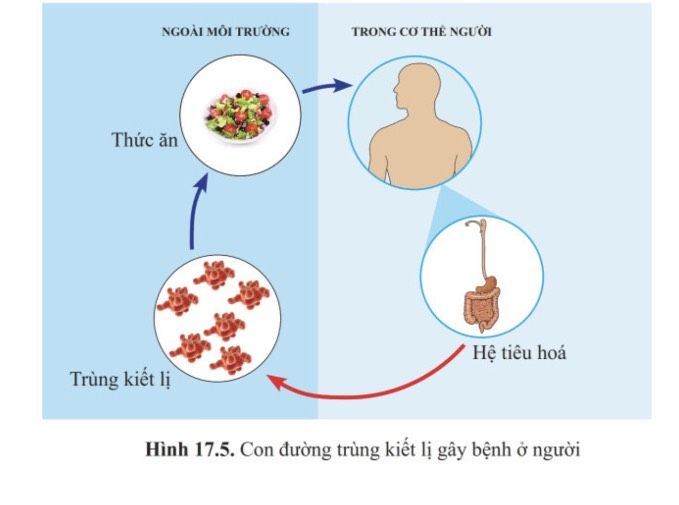 NGOÀI MÔI TRƯỜNG
TRONG CƠ THỂ NGƯỜI
Thức ăn
Hệ tiêu hoá
Trùng kiết lị
Hình 17.5. Con đường trùng kiết lị gây bệnh ở người